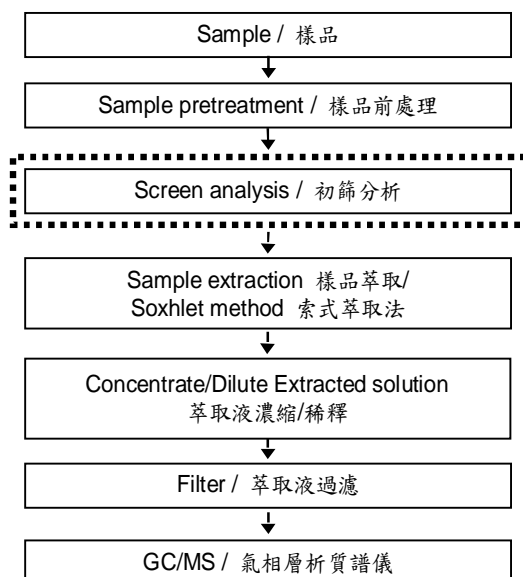 Sample / 樣品
Sample pretreatment / 樣品前處理
Screen analysis / 初篩分析
Sample extraction 樣品萃取/
Soxhlet method 索式萃取法
Concentrate/Dilute Extracted solution
萃取液濃縮/稀釋
Filter / 萃取液過濾
GC/MS / 氣相層析質譜儀